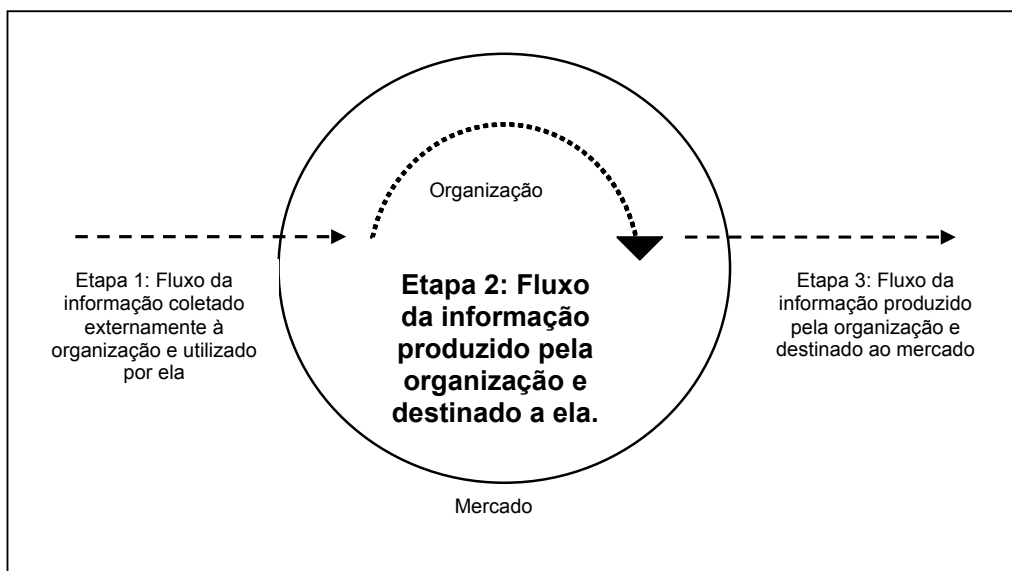 Organização
Etapa 1: Fluxo da
informação coletado
externamente à
organização e utilizado
por ela
Etapa 2: Fluxo
da informação
produzido pela
organização e
destinado a ela.
Etapa 3: Fluxo da
informação produzido
pela organização e
destinado ao mercado
Mercado